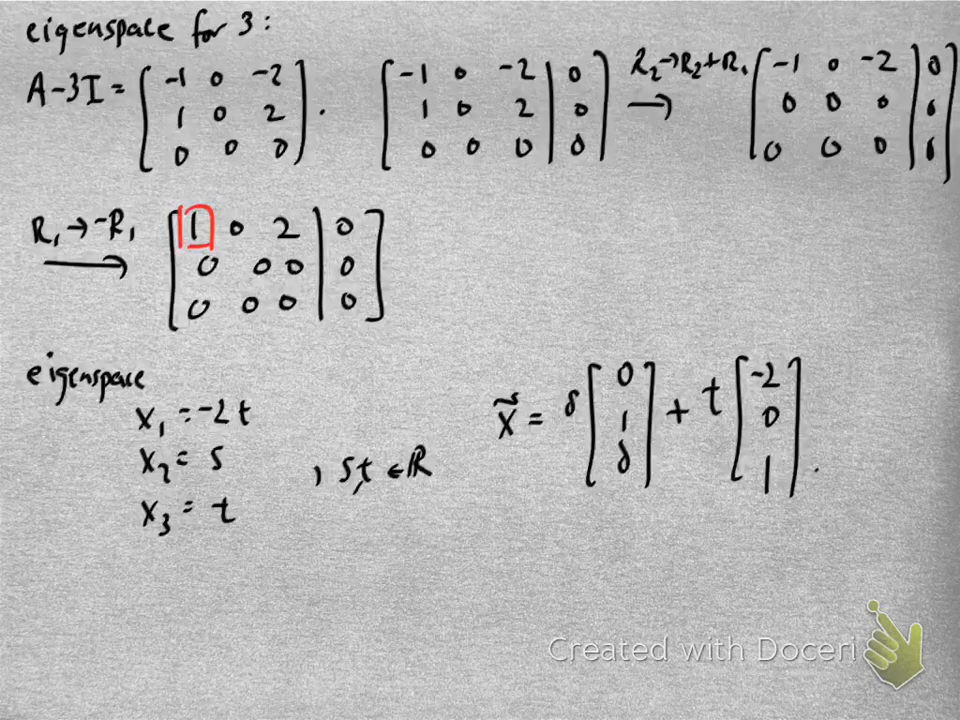 eigenspace for 3:
A-3I = [ -1 0 -2 ; 1 0 2 ; 0 0 0 ] . [ -1 0 -2 | 0 ; 1 0 2 | 0 ; 0 0 0 | 0 ] R₂→R₂+R₁ → [ -1 0 -2 | 0 ; 0 0 0 | 0 ; 0 0 0 | 0 ]
R₁→-R₁ → [ 1 0 2 | 0 ; 0 0 0 | 0 ; 0 0 0 | 0 ]
eigenspace
x₁ = -2t
x₂ = s
x₃ = t
, s,t ∈ ℝ
x⃗ = s [ 0 ; 1 ; 0 ] + t [ -2 ; 0 ; 1 ] .
Created with Doceri